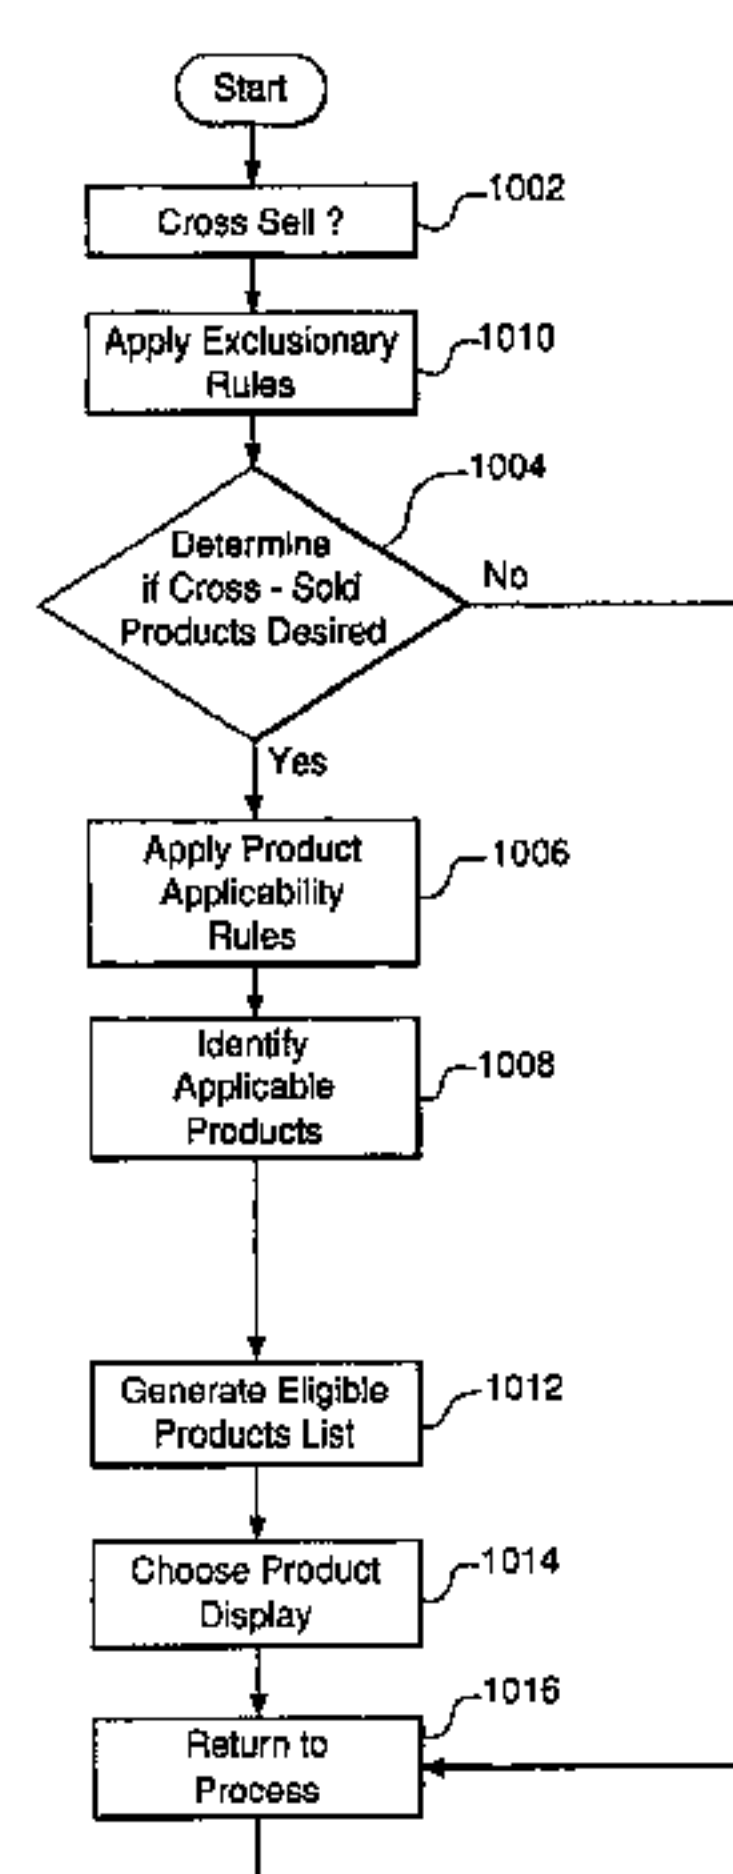 Start
Cross Sell ?
1002
Apply Exclusionary
Rules
1010
1004
Determine
if Cross - Sold
Products Desired
No
Yes
Apply Product
Applicability
Rules
1006
Identify
Applicable
Products
1008
Generate Eligible
Products List
1012
Choose Product
Display
1014
Return to
Process
1016